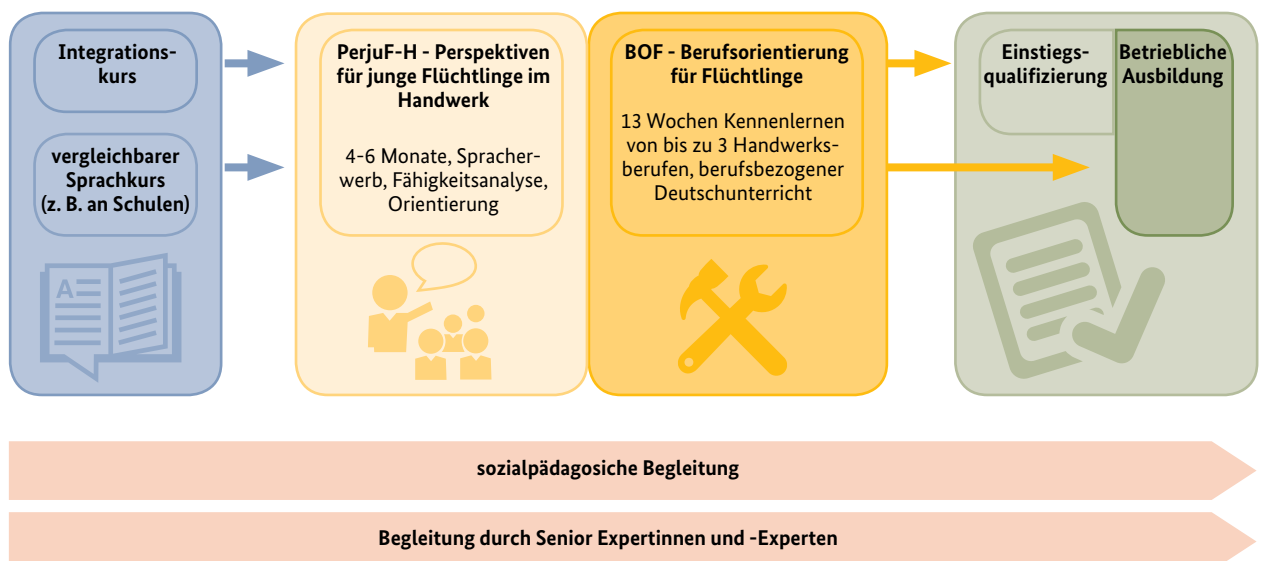 Integrations-
kurs
vergleichbarer
Sprachkurs
(z. B. an Schulen)
PerjuF-H - Perspektiven
für junge Flüchtlinge im
Handwerk
4-6 Monate, Spracher-
werb, Fähigkeitsanalyse,
Orientierung
BOF - Berufsorientierung
für Flüchtlinge
13 Wochen Kennenlernen
von bis zu 3 Handwerks-
berufen, berufsbezogener
Deutschunterricht
Einstiegs-
qualifizierung
Betriebliche
Ausbildung
A
sozialpädagosiche Begleitung
Begleitung durch Senior Expertinnen und -Experten